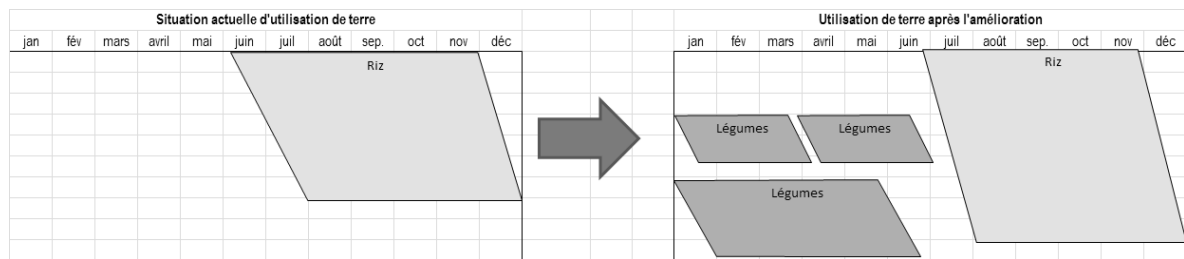 Situation actuelle d'utilisation de terre
jan fév mars avril mai juin juil août sep. oct nov déc
Riz
Utilisation de terre après l'amélioration
jan fév mars avril mai juin juil août sep. oct nov déc
Riz
Légumes Légumes
Légumes